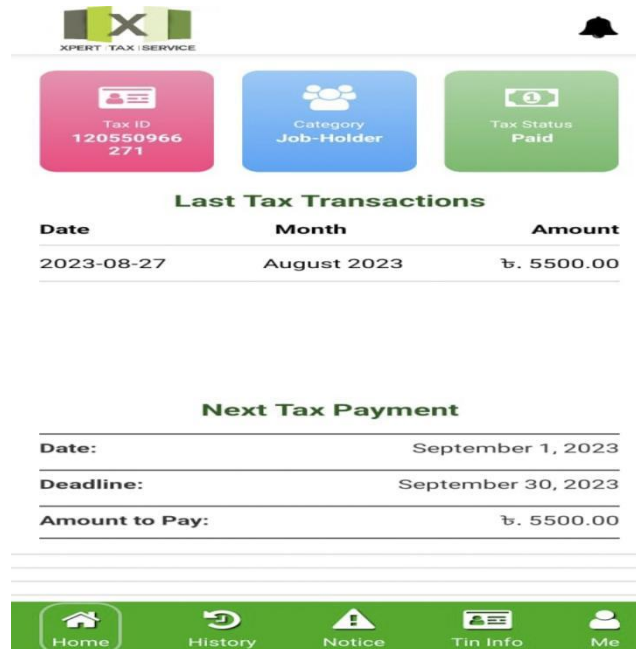 X
XPERT TAX SERVICE
Tax ID
120550966
271
Category
Job-Holder
1
Tax Status
Paid
Last Tax Transactions
Date Month Amount
2023-08-27 August 2023 ৳. 5500.00
Next Tax Payment
Date: September 1, 2023
Deadline: September 30, 2023
Amount to Pay: ৳. 5500.00
Home History Notice Tin Info Me